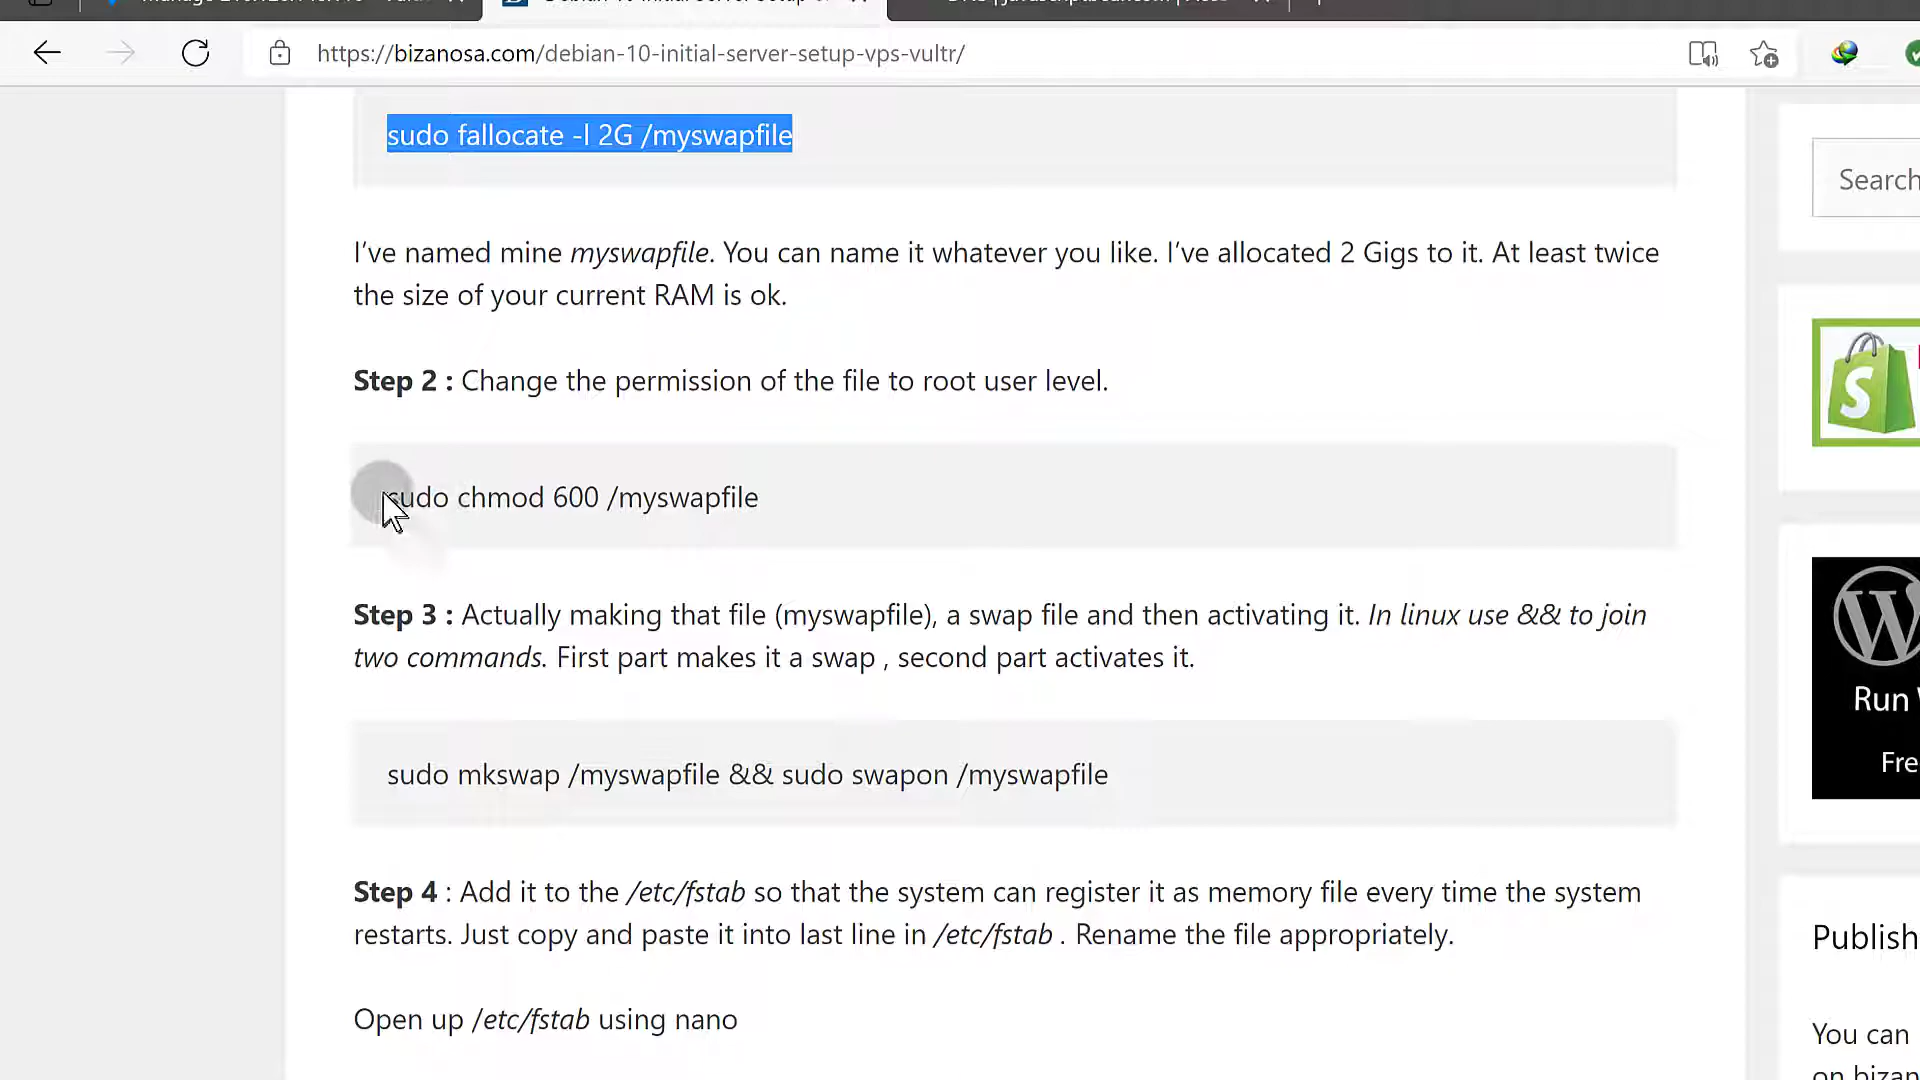 https://bizanosa.com/debian-10-initial-server-setup-vps-vultr/
sudo fallocate -l 2G /myswapfile
I've named mine myswapfile. You can name it whatever you like. I've allocated 2 Gigs to it. At least twice
the size of your current RAM is ok.
Step 2 : Change the permission of the file to root user level.
sudo chmod 600 /myswapfile
Step 3 : Actually making that file (myswapfile), a swap file and then activating it. In linux use && to join
two commands. First part makes it a swap , second part activates it.
sudo mkswap /myswapfile && sudo swapon /myswapfile
Step 4 : Add it to the /etc/fstab so that the system can register it as memory file every time the system
restarts. Just copy and paste it into last line in /etc/fstab . Rename the file appropriately.
Open up /etc/fstab using nano
Search
S
W
Run
Fre
Publish
You can
on bizan